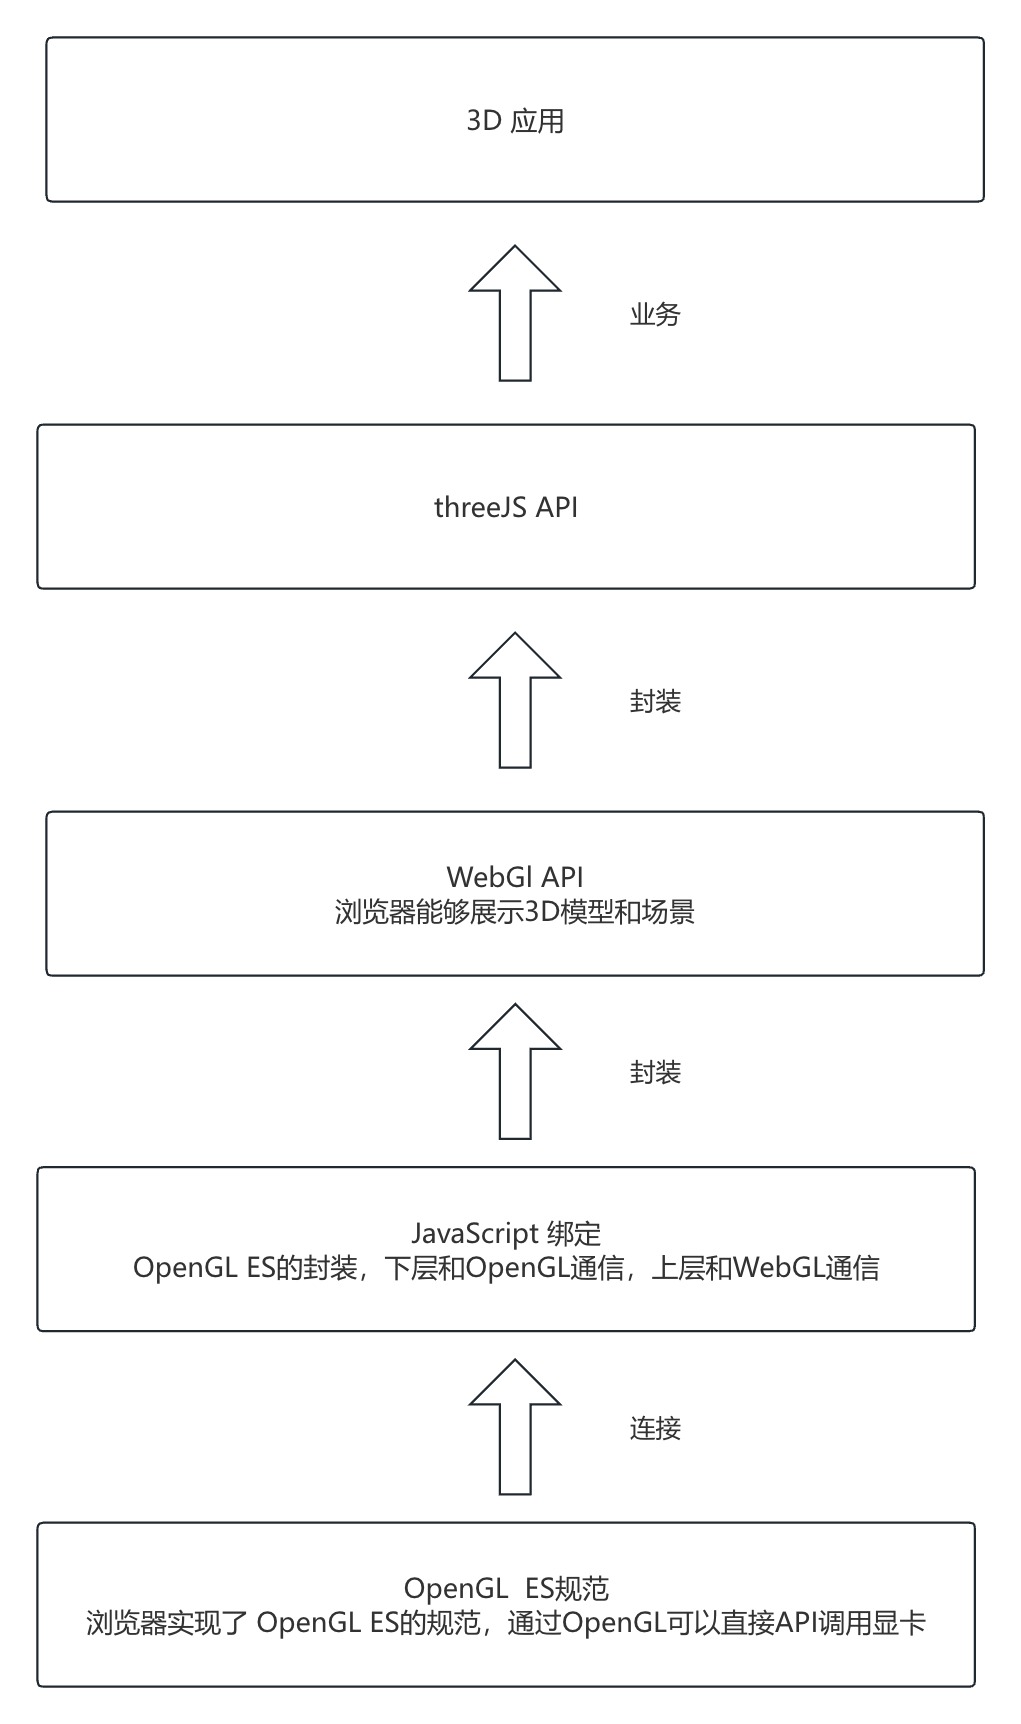 3D 应用
业务
threeJS API
封装
WebGl API
浏览器能够展示3D模型和场景
封装
JavaScript 绑定
OpenGL ES的封装，下层和OpenGL通信，上层和WebGL通信
连接
OpenGL  ES规范
浏览器实现了 OpenGL ES的规范，通过OpenGL可以直接API调用显卡